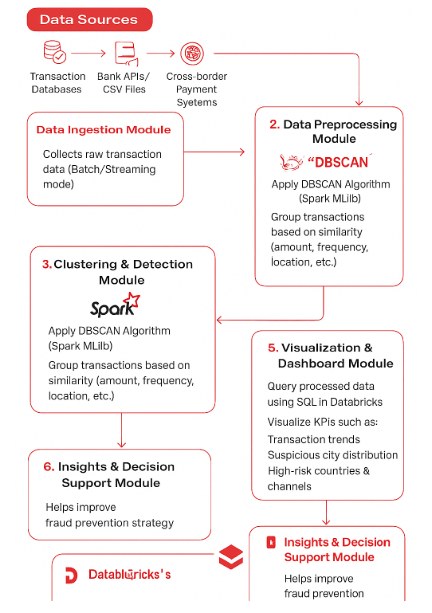 Data Sources
Transaction
Databases
Bank APIs/
CSV Files
Cross-border
Payment
Syetems
Data Ingestion Module
Collects raw transaction
data (Batch/Streaming
mode)
2. Data Preprocessing
Module
“DBSCAN
Apply DBSCAN Algorithm
(Spark MLilb)
Group transactions
based on similarity
(amount, frequency,
location, etc.)
3. Clustering & Detection
Module
Spark
Apply DBSCAN Algorithm
(Spark MLilb)
Group transactions based on
similarity (amount, frequency,
location, etc.)
5. Visualization &
Dashboard Module
Query processed data
using SQL in Databricks
Visualize KPIs such as:
Transaction trends
Suspicious city distribution
High-risk countries &
channels
6. Insights & Decision
Support Module
Helps improve
fraud prevention strategy
Insights & Decision
Support Module
Helps improve
fraud prevention